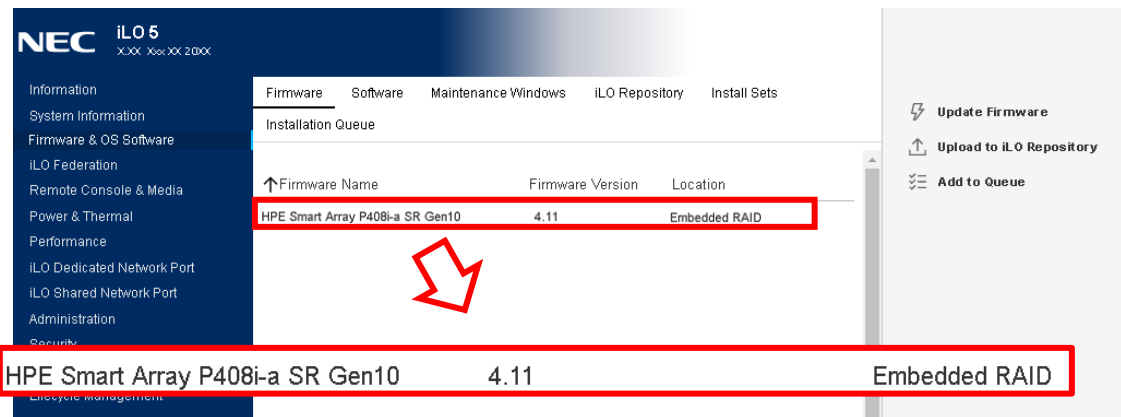 NEC iLO 5
X.XX Xxx XX 20XX
Information
System Information
Firmware & OS Software
iLO Federation
Remote Console & Media
Power & Thermal
Performance
iLO Dedicated Network Port
iLO Shared Network Port
Administration
Security
Lifecycle Management
Firmware Software Maintenance Windows iLO Repository Install Sets
Installation Queue
Firmware Name Firmware Version Location
HPE Smart Array P408i-a SR Gen10 4.11 Embedded RAID
HPE Smart Array P408i-a SR Gen10 4.11 Embedded RAID
Update Firmware
Upload to iLO Repository
Add to Queue